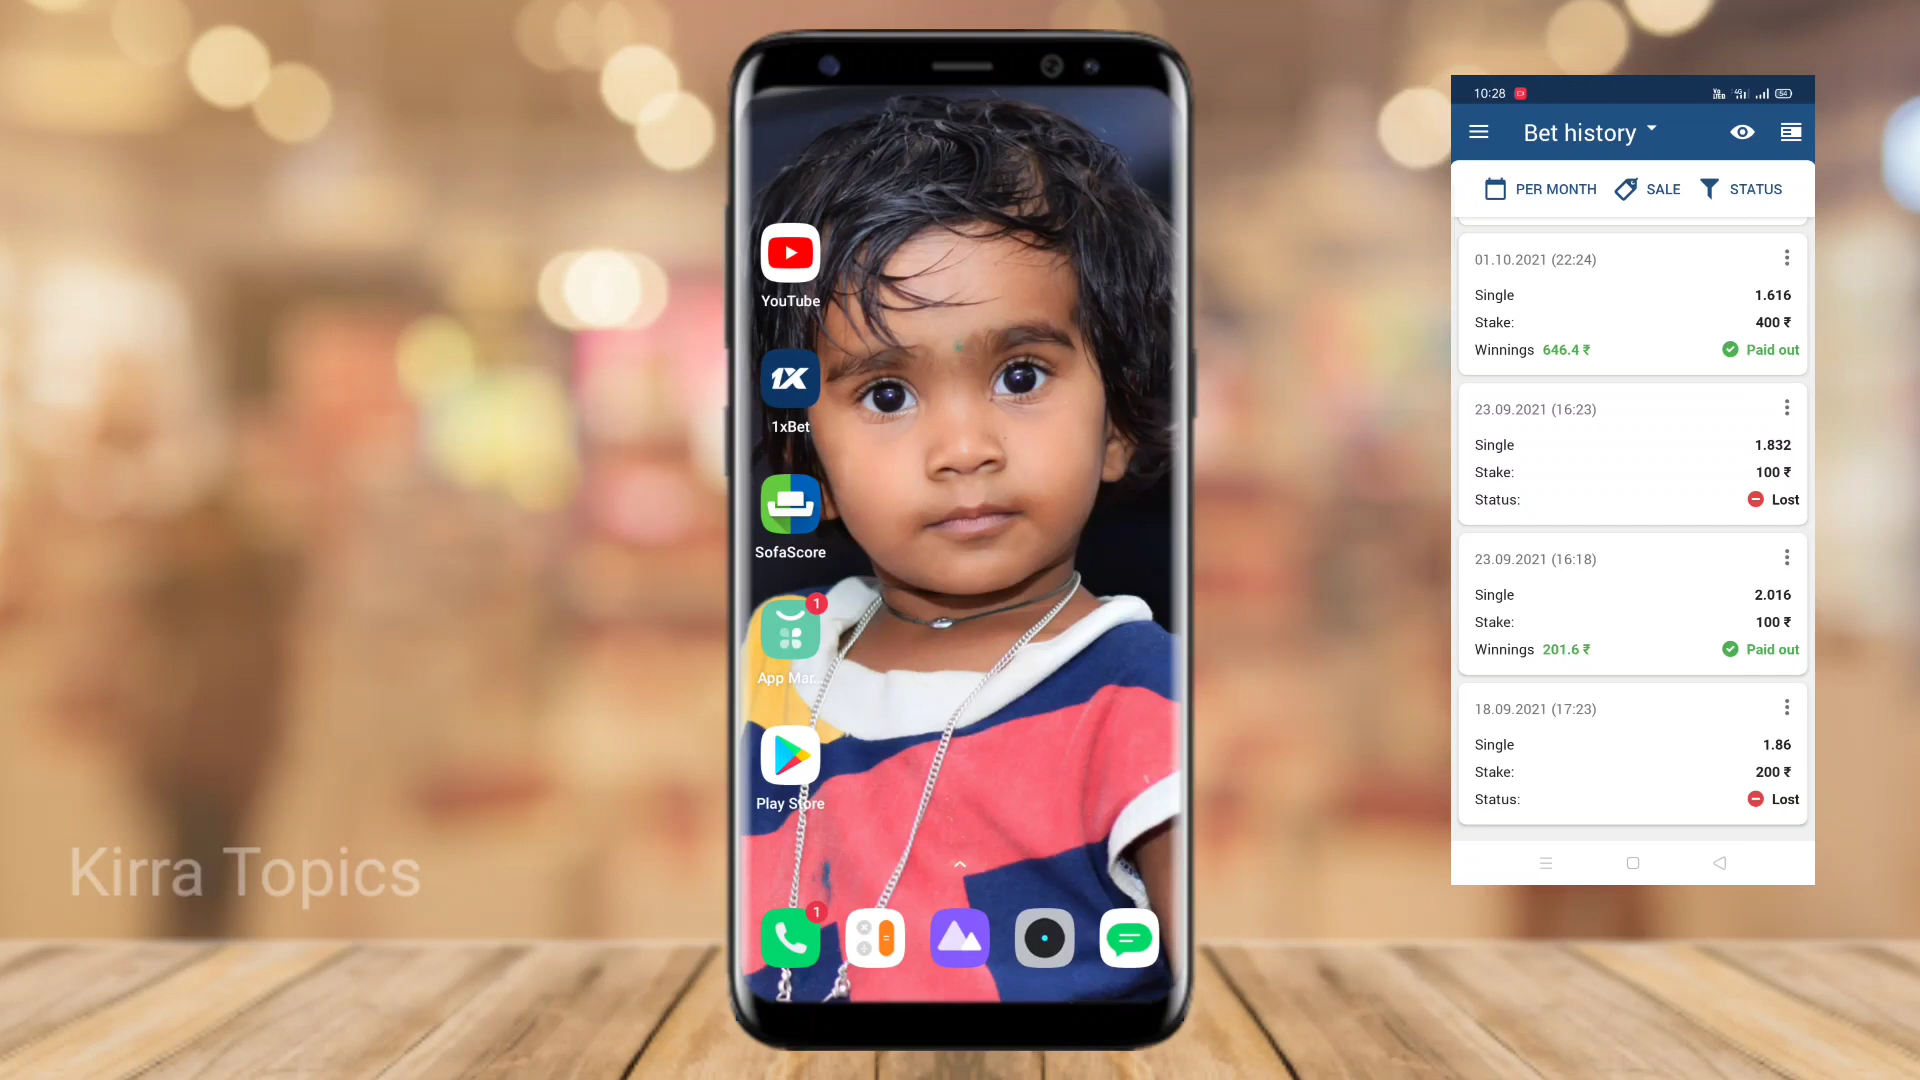 YouTube
1X
1xBet
SofaScore
1
App Mar...
Play Store
1
Kirra Topics
10:28
54
Bet history
PER MONTH SALE STATUS
01.10.2021 (22:24)
Single 1.616
Stake: 400 ₹
Winnings 646.4 ₹ Paid out
23.09.2021 (16:23)
Single 1.832
Stake: 100 ₹
Status: Lost
23.09.2021 (16:18)
Single 2.016
Stake: 100 ₹
Winnings 201.6 ₹ Paid out
18.09.2021 (17:23)
Single 1.86
Stake: 200 ₹
Status: Lost